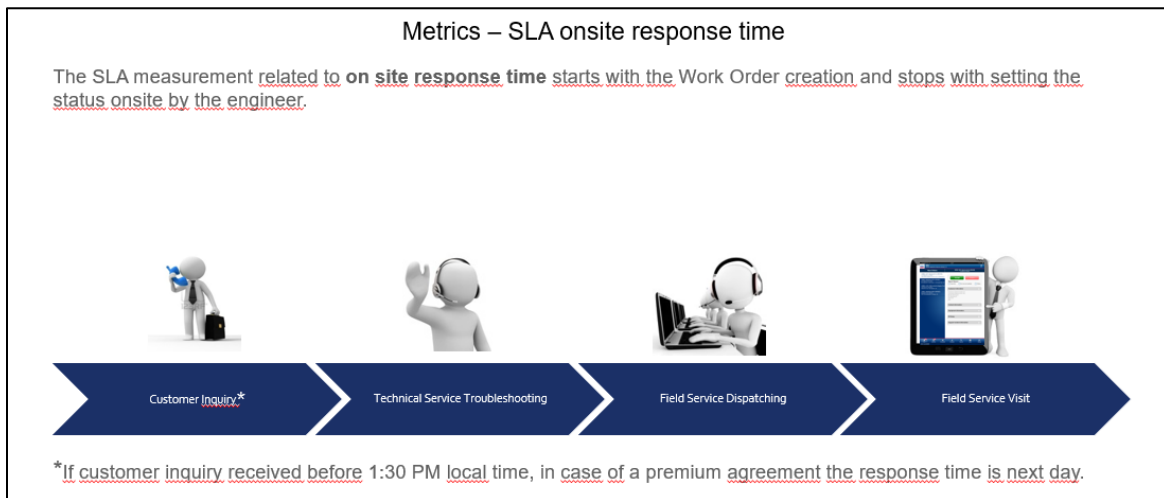 Metrics – SLA onsite response time
The SLA measurement related to on site response time starts with the Work Order creation and stops with setting the
status onsite by the engineer.
Customer Inquiry*
Technical Service Troubleshooting
Field Service Dispatching
Field Service Visit
*If customer inquiry received before 1:30 PM local time, in case of a premium agreement the response time is next day.